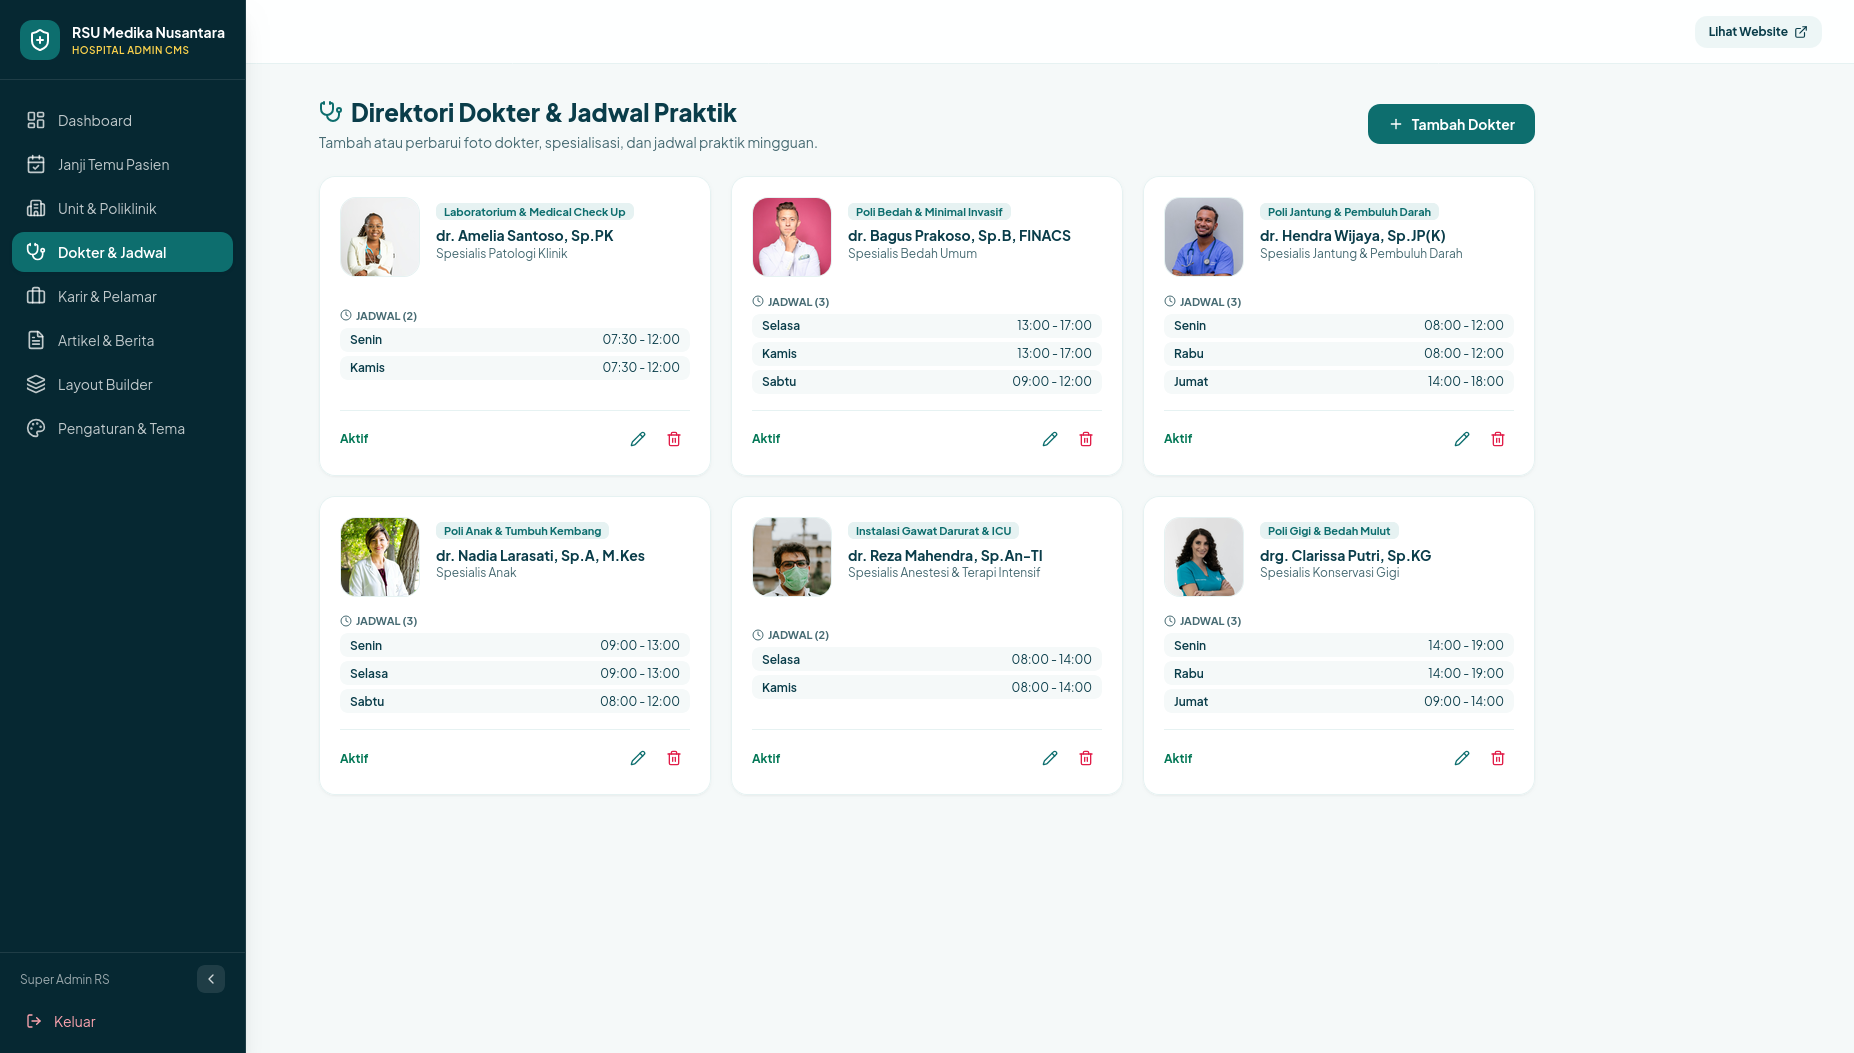 RSU Medika Nusantara
HOSPITAL ADMIN CMS
Dashboard
Janji Temu Pasien
Unit & Poliklinik
Dokter & Jadwal
Karir & Pelamar
Artikel & Berita
Layout Builder
Pengaturan & Tema
Super Admin RS
Keluar
Lihat Website
Direktori Dokter & Jadwal Praktik
Tambah atau perbarui foto dokter, spesialisasi, dan jadwal praktik mingguan.
Tambah Dokter
Laboratorium & Medical Check Up
dr. Amelia Santoso, Sp.PK
Spesialis Patologi Klinik
JADWAL (2)
Senin 07:30 - 12:00
Kamis 07:30 - 12:00
Aktif
Poli Bedah & Minimal Invasif
dr. Bagus Prakoso, Sp.B, FINACS
Spesialis Bedah Umum
JADWAL (3)
Selasa 13:00 - 17:00
Kamis 13:00 - 17:00
Sabtu 09:00 - 12:00
Aktif
Poli Jantung & Pembuluh Darah
dr. Hendra Wijaya, Sp.JP(K)
Spesialis Jantung & Pembuluh Darah
JADWAL (3)
Senin 08:00 - 12:00
Rabu 08:00 - 12:00
Jumat 14:00 - 18:00
Aktif
Poli Anak & Tumbuh Kembang
dr. Nadia Larasati, Sp.A, M.Kes
Spesialis Anak
JADWAL (3)
Senin 09:00 - 13:00
Selasa 09:00 - 13:00
Sabtu 08:00 - 12:00
Aktif
Instalasi Gawat Darurat & ICU
dr. Reza Mahendra, Sp.An-TI
Spesialis Anestesi & Terapi Intensif
JADWAL (2)
Selasa 08:00 - 14:00
Kamis 08:00 - 14:00
Aktif
Poli Gigi & Bedah Mulut
drg. Clarissa Putri, Sp.KG
Spesialis Konservasi Gigi
JADWAL (3)
Senin 14:00 - 19:00
Rabu 14:00 - 19:00
Jumat 09:00 - 14:00
Aktif